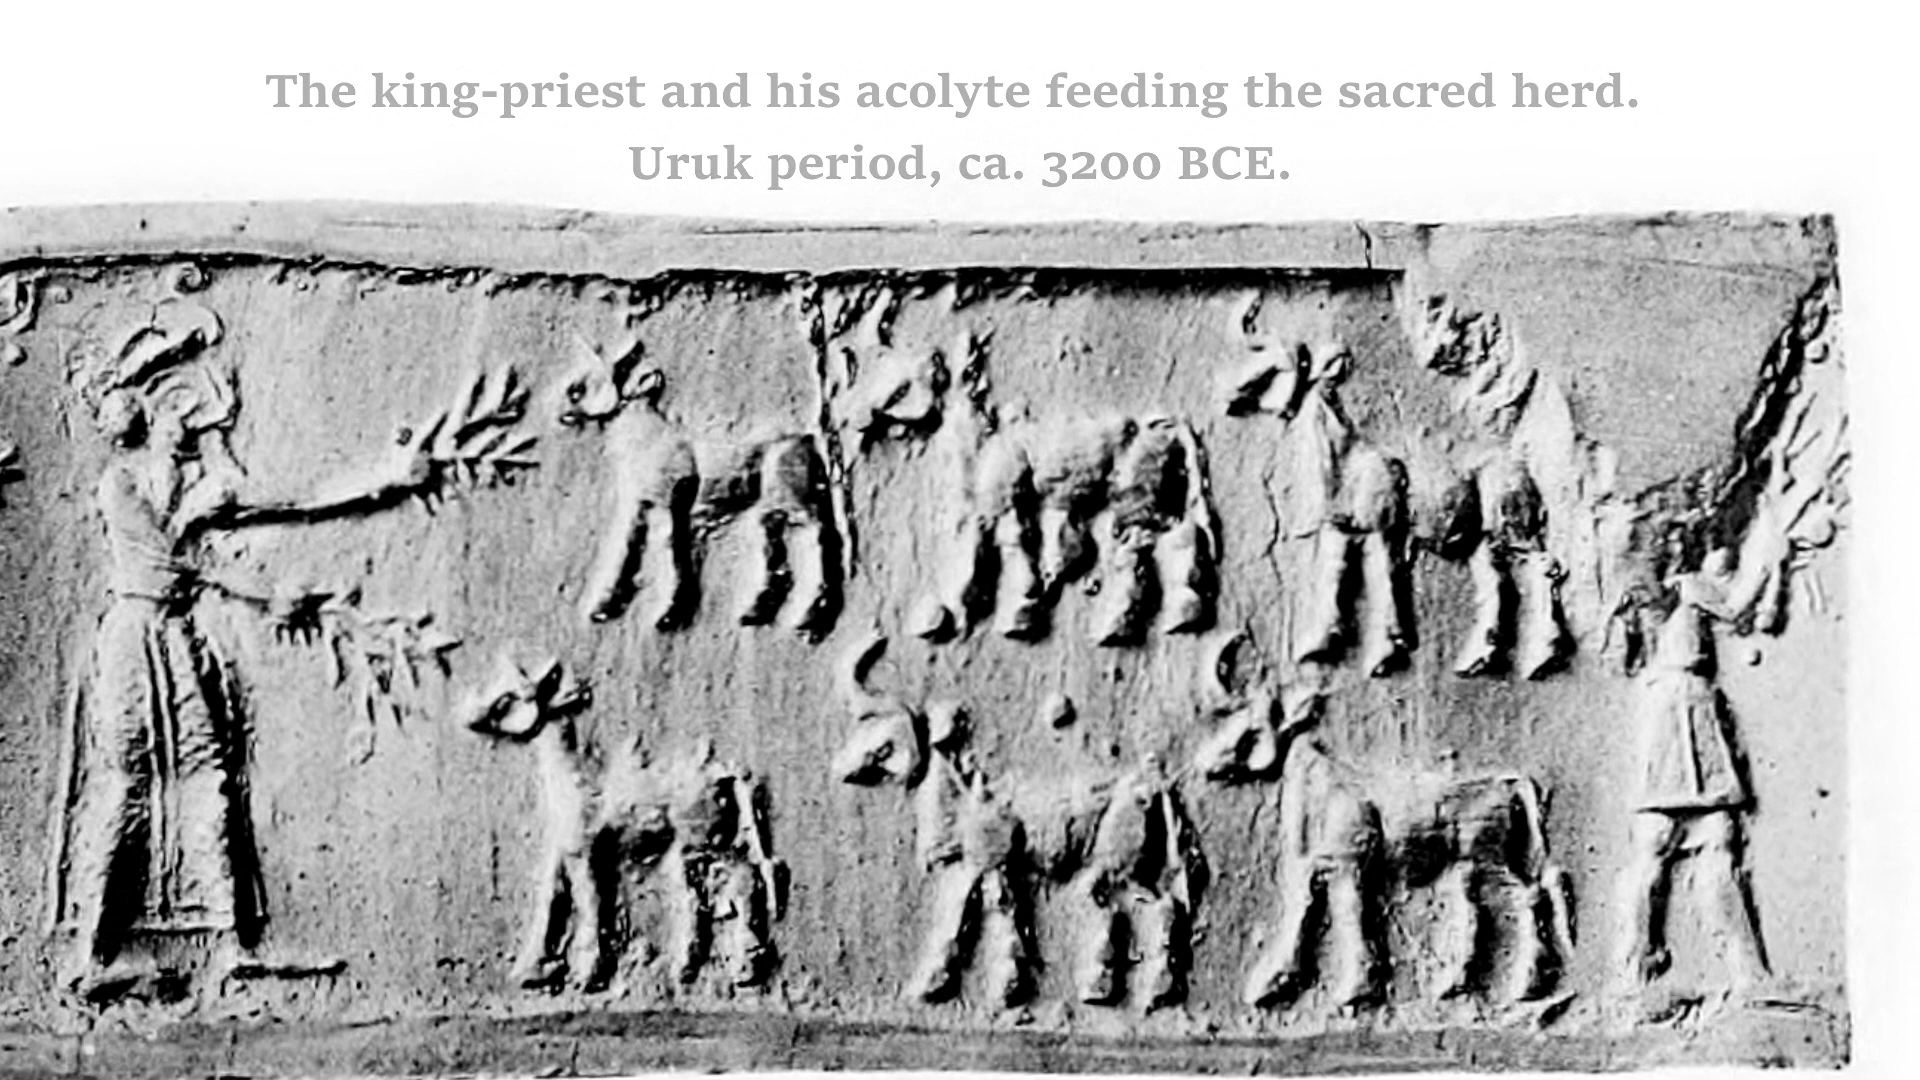 The king-priest and his acolyte feeding the sacred herd.
Uruk period, ca. 3200 BCE.